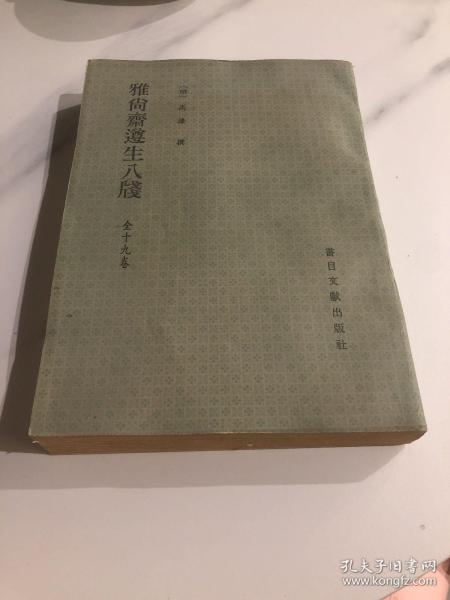 雅尚齋遵生八牋
全十九卷
（明）高濂 撰
書目文獻出版社
孔夫子旧书网
www.kongfz.com